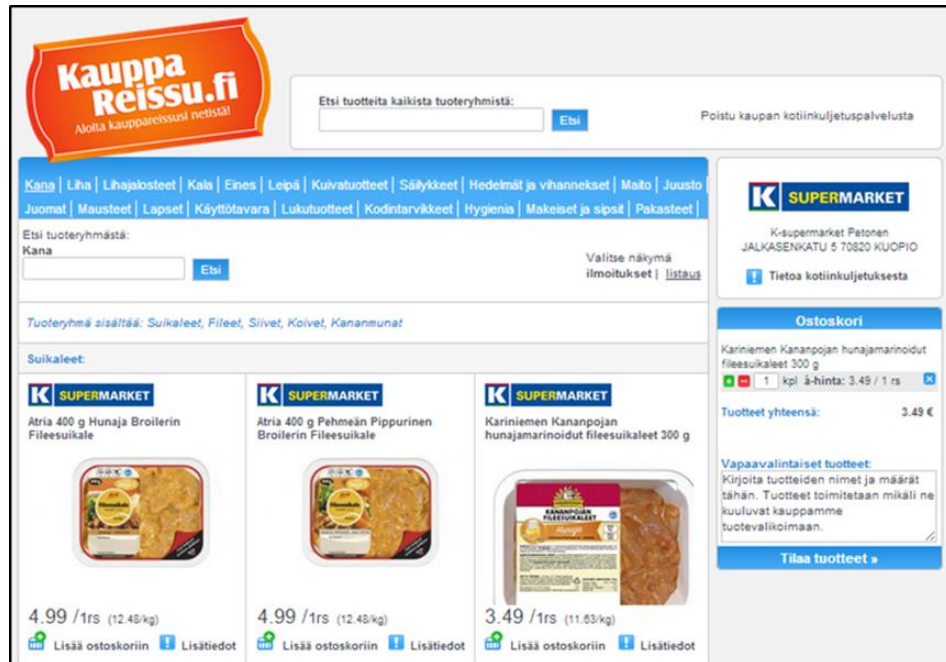 Kauppa
Reissu.fi
Aloita kauppareissusi netistä!
Etsi tuotteita kaikista tuoteryhmistä:
Etsi
Poistu kaupan kotiinkuljetuspalvelusta
Kana | Liha | Lihajalosteet | Kala | Eines | Leipä | Kuivatuotteet | Säilykkeet | Hedelmät ja vihannekset | Maito | Juusto |
Juomat | Mausteet | Lapset | Käyttötavara | Lukutuotteet | Kodintarvikkeet | Hygienia | Makeiset ja sipsit | Pakasteet |
Etsi tuoteryhmästä:
Kana
Etsi
Valitse näkymä
ilmoitukset | listaus
Tuoteryhmä sisältää: Suikaleet, Fileet, Siivet, Koivet, Kananmunat
Suikaleet:
K SUPERMARKET
Atria 400 g Hunaja Broilerin
Fileesuikale
4.99 /1rs (12.48/kg)
Lisää ostoskoriin Lisätiedot
K SUPERMARKET
Atria 400 g Pehmeän Pippurinen
Broilerin Fileesuikale
4.99 /1rs (12.48/kg)
Lisää ostoskoriin Lisätiedot
K SUPERMARKET
Kariniemen Kananpojan
hunajamarinoidut fileesuikaleet 300 g
KANANPOJAN
FILEESUIKALEET
Hunaja
3.49 /1rs (11.63/kg)
Lisää ostoskoriin Lisätiedot
K SUPERMARKET
K-supermarket Petonen
JALKASENKATU 5 70820 KUOPIO
Tietoa kotiinkuljetuksesta
Ostoskori
Kariniemen Kananpojan hunajamarinoidut
fileesuikaleet 300 g
1 kpl à-hinta: 3.49 / 1 rs
Tuotteet yhteensä: 3.49 €
Vapaavalintaiset tuotteet:
Kirjoita tuotteiden nimet ja määrät
tähän. Tuotteet toimitetaan mikäli ne
kuuluvat kauppamme
tuotevalikoimaan.
Tilaa tuotteet »